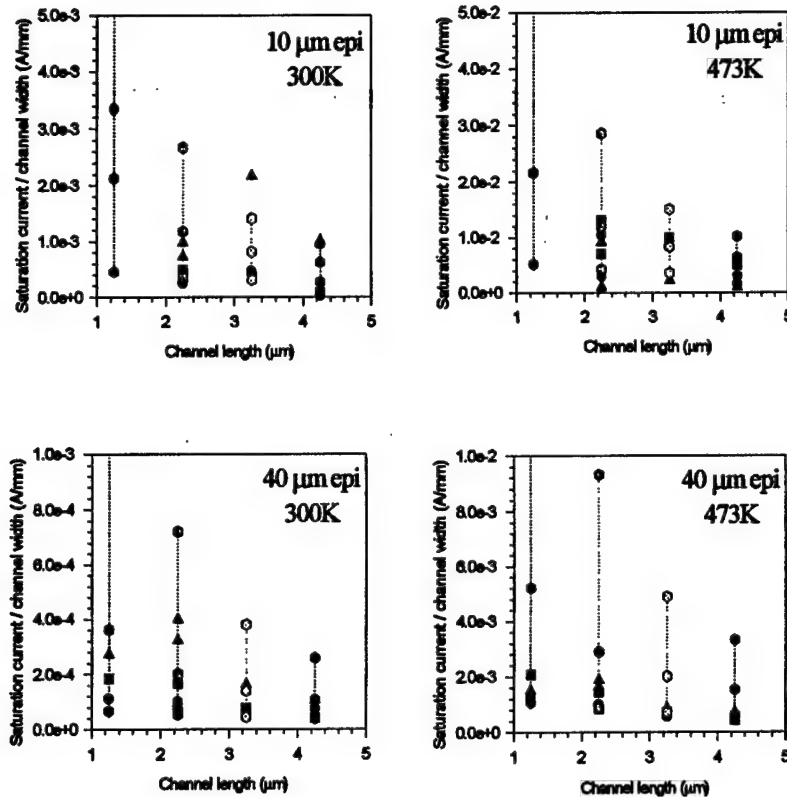 5.0e-3
4.0e-3
3.0e-3
2.0e-3
1.0e-3
0.0e+0
Saturation current / channel width (A/mm)
10 μm epi
300K
1 2 3 4 5
Channel length (μm)
5.0e-2
4.0e-2
3.0e-2
2.0e-2
1.0e-2
0.0e+0
Saturation current / channel width (A/mm)
10 μm epi
473K
1 2 3 4 5
Channel length (μm)
1.0e-3
8.0e-4
6.0e-4
4.0e-4
2.0e-4
0.0e+0
Saturation current / channel width (A/mm)
40 μm epi
300K
1 2 3 4 5
Channel length (μm)
1.0e-2
8.0e-3
6.0e-3
4.0e-3
2.0e-3
0.0e+0
Saturation current / channel width (A/mm)
40 μm epi
473K
1 2 3 4 5
Channel length (μm)